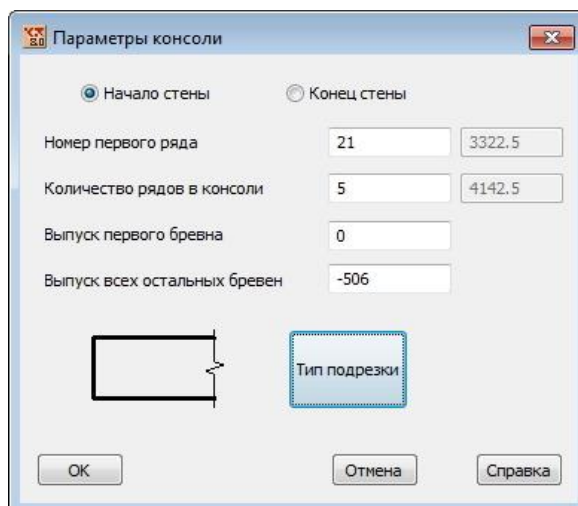 Параметры консоли
Начало стены Конец стены
Номер первого ряда 21 3322.5
Количество рядов в консоли 5 4142.5
Выпуск первого бревна 0
Выпуск всех остальных бревен -506
Тип подрезки
OK Отмена Справка